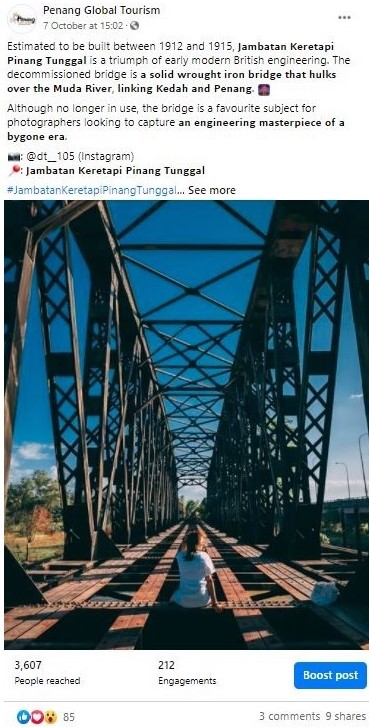 Penang Global Tourism
7 October at 15:02 ·
Estimated to be built between 1912 and 1915, Jambatan Keretapi
Pinang Tunggal is a triumph of early modern British engineering. The
decommissioned bridge is a solid wrought iron bridge that hulks
over the Muda River, linking Kedah and Penang.
Although no longer in use, the bridge is a favourite subject for
photographers looking to capture an engineering masterpiece of a
bygone era.
📷: @dt__105 (Instagram)
📍: Jambatan Keretapi Pinang Tunggal
#JambatanKeretapiPinangTunggal... See more
3,607 212
People reached Engagements
Boost post
85
3 comments 9 shares